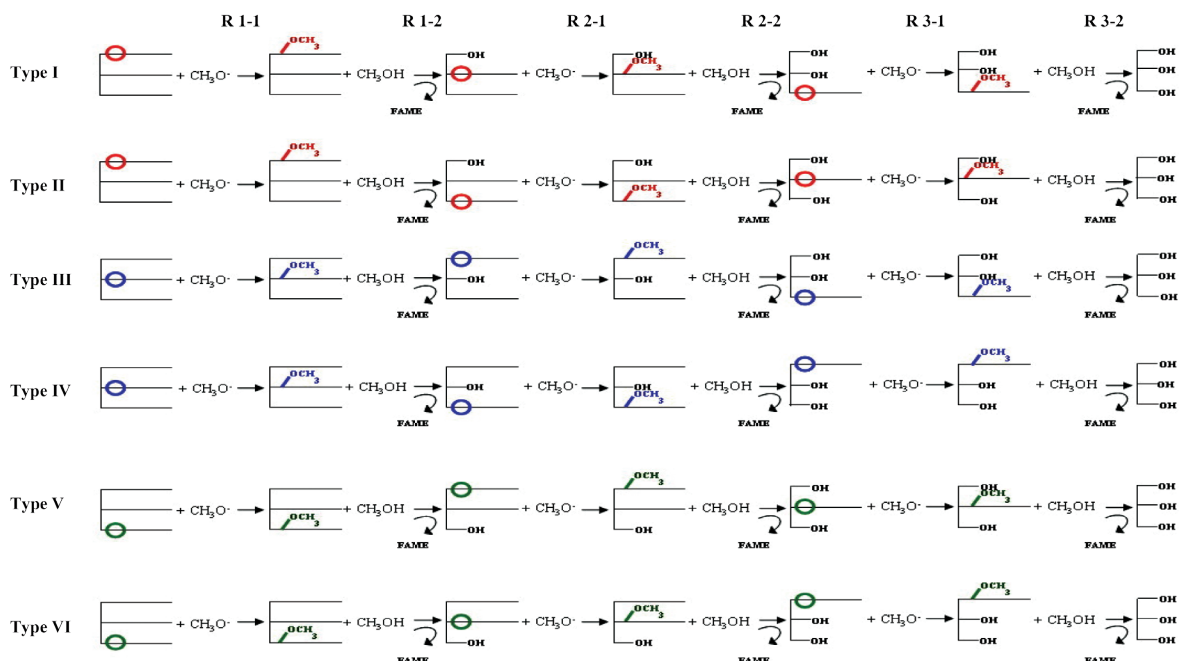 R 1-1 R 1-2 R 2-1 R 2-2 R 3-1 R 3-2
Type I + CH3O- OCH3 + CH3OH FAME OH + CH3O- OH OCH3 + CH3OH FAME OH OH + CH3O- OH OH OCH3 + CH3OH FAME OH OH OH
Type II + CH3O- OCH3 + CH3OH FAME OH + CH3O- OH OCH3 + CH3OH FAME OH OH + CH3O- OH OCH3 OH + CH3OH FAME OH OH OH
Type III + CH3O- OCH3 + CH3OH FAME OH + CH3O- OCH3 OH + CH3OH FAME OH OH + CH3O- OH OH OCH3 + CH3OH FAME OH OH OH
Type IV + CH3O- OCH3 + CH3OH FAME OH + CH3O- OH OCH3 + CH3OH FAME OH OH + CH3O- OCH3 OH OH + CH3OH FAME OH OH OH
Type V + CH3O- OCH3 + CH3OH FAME OH + CH3O- OCH3 OH + CH3OH FAME OH OH + CH3O- OH OCH3 OH + CH3OH FAME OH OH OH
Type VI + CH3O- OCH3 + CH3OH FAME OH + CH3O- OCH3 OH + CH3OH FAME OH OH + CH3O- OCH3 OH OH + CH3OH FAME OH OH OH